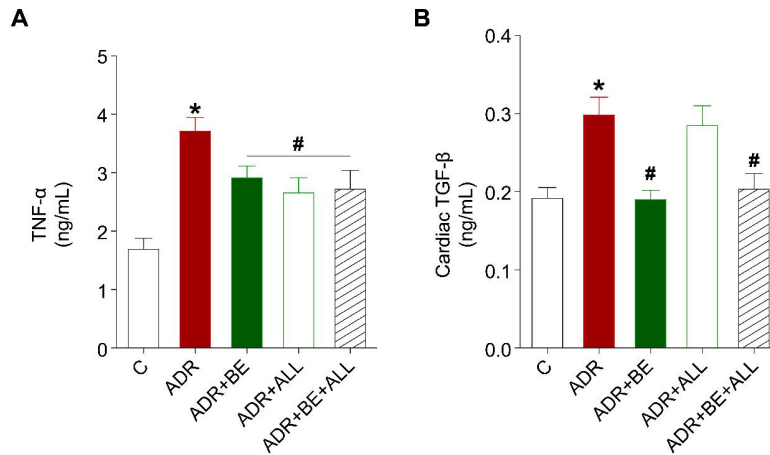 A
TNF-α
(ng/mL)
5
4
3
2
1
0
*
#
C
ADR
ADR+BE
ADR+ALL
ADR+BE+ALL
B
Cardiac TGF-β
(ng/mL)
0.4
0.3
0.2
0.1
0.0
*
#
#
C
ADR
ADR+BE
ADR+ALL
ADR+BE+ALL